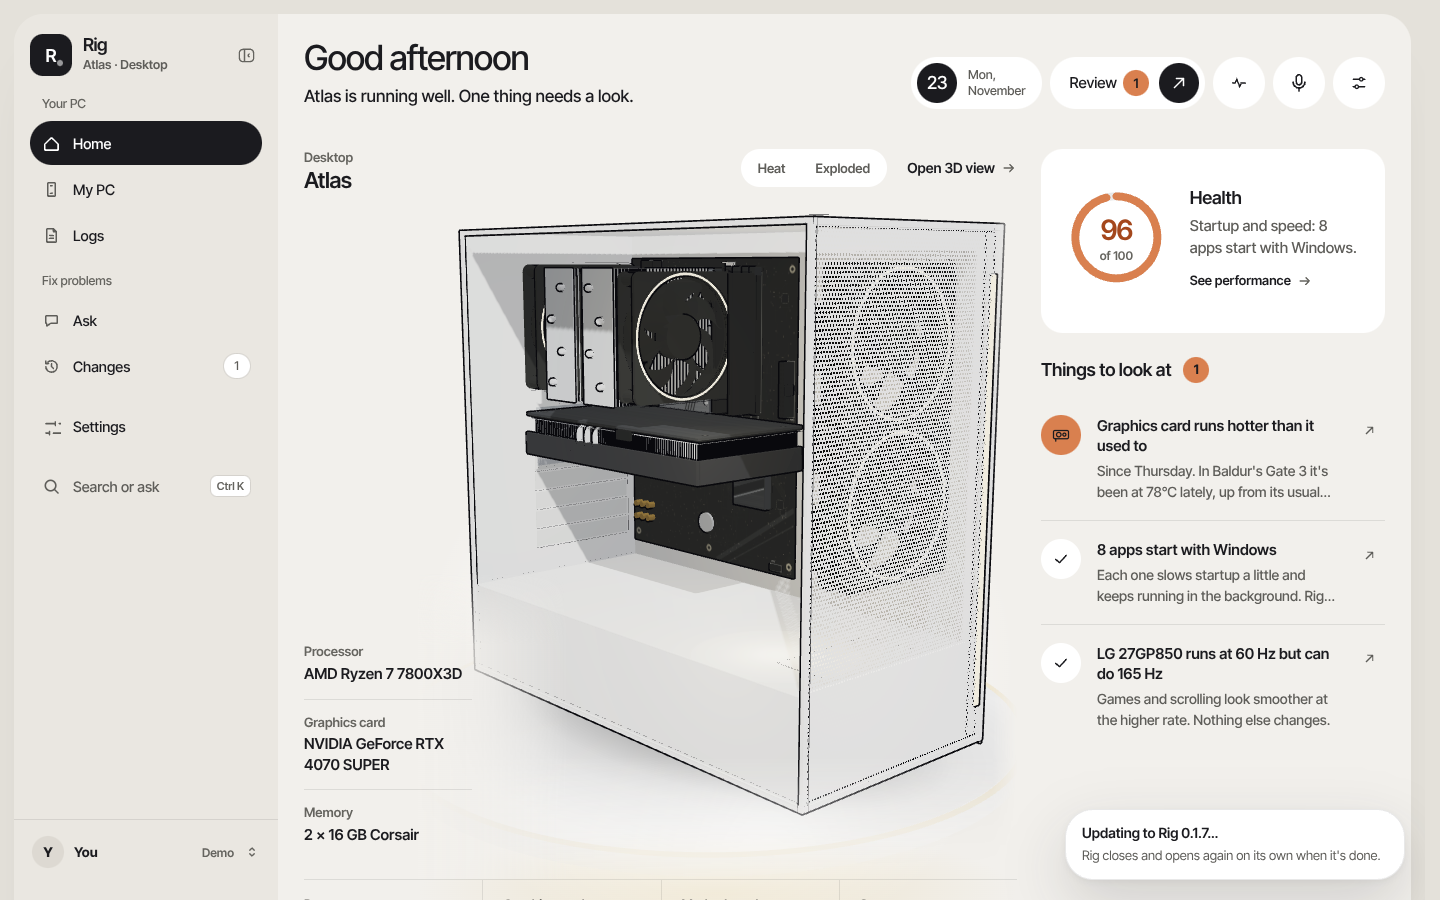 R.
Rig
Atlas · Desktop
Your PC
Home
My PC
Logs
Fix problems
Ask
Changes
1
Settings
Search or ask
Ctrl K
Y
You
Demo
Good afternoon
Atlas is running well. One thing needs a look.
23
Mon,
November
Review
1
Desktop
Atlas
Heat
Exploded
Open 3D view
Processor
AMD Ryzen 7 7800X3D
Graphics card
NVIDIA GeForce RTX
4070 SUPER
Memory
2 × 16 GB Corsair
96
of 100
Health
Startup and speed: 8
apps start with Windows.
See performance
Things to look at
1
Graphics card runs hotter than it
used to
Since Thursday. In Baldur's Gate 3 it's
been at 78°C lately, up from its usual...
8 apps start with Windows
Each one slows startup a little and
keeps running in the background. Rig...
LG 27GP850 runs at 60 Hz but can
do 165 Hz
Games and scrolling look smoother at
the higher rate. Nothing else changes.
Updating to Rig 0.1.7...
Rig closes and opens again on its own when it's done.